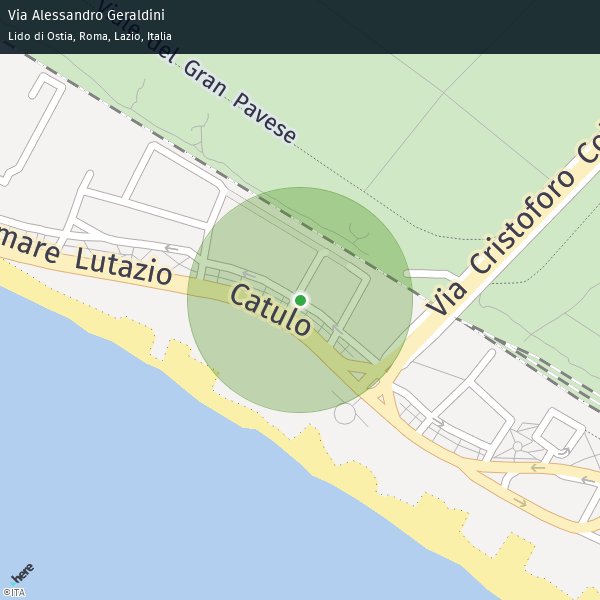 Via Alessandro Geraldini
Lido di Ostia, Roma, Lazio, Italia
Viale del Gran Pavese
Via Cristoforo Co
mare Lutazio
Catulo
here
©ITA